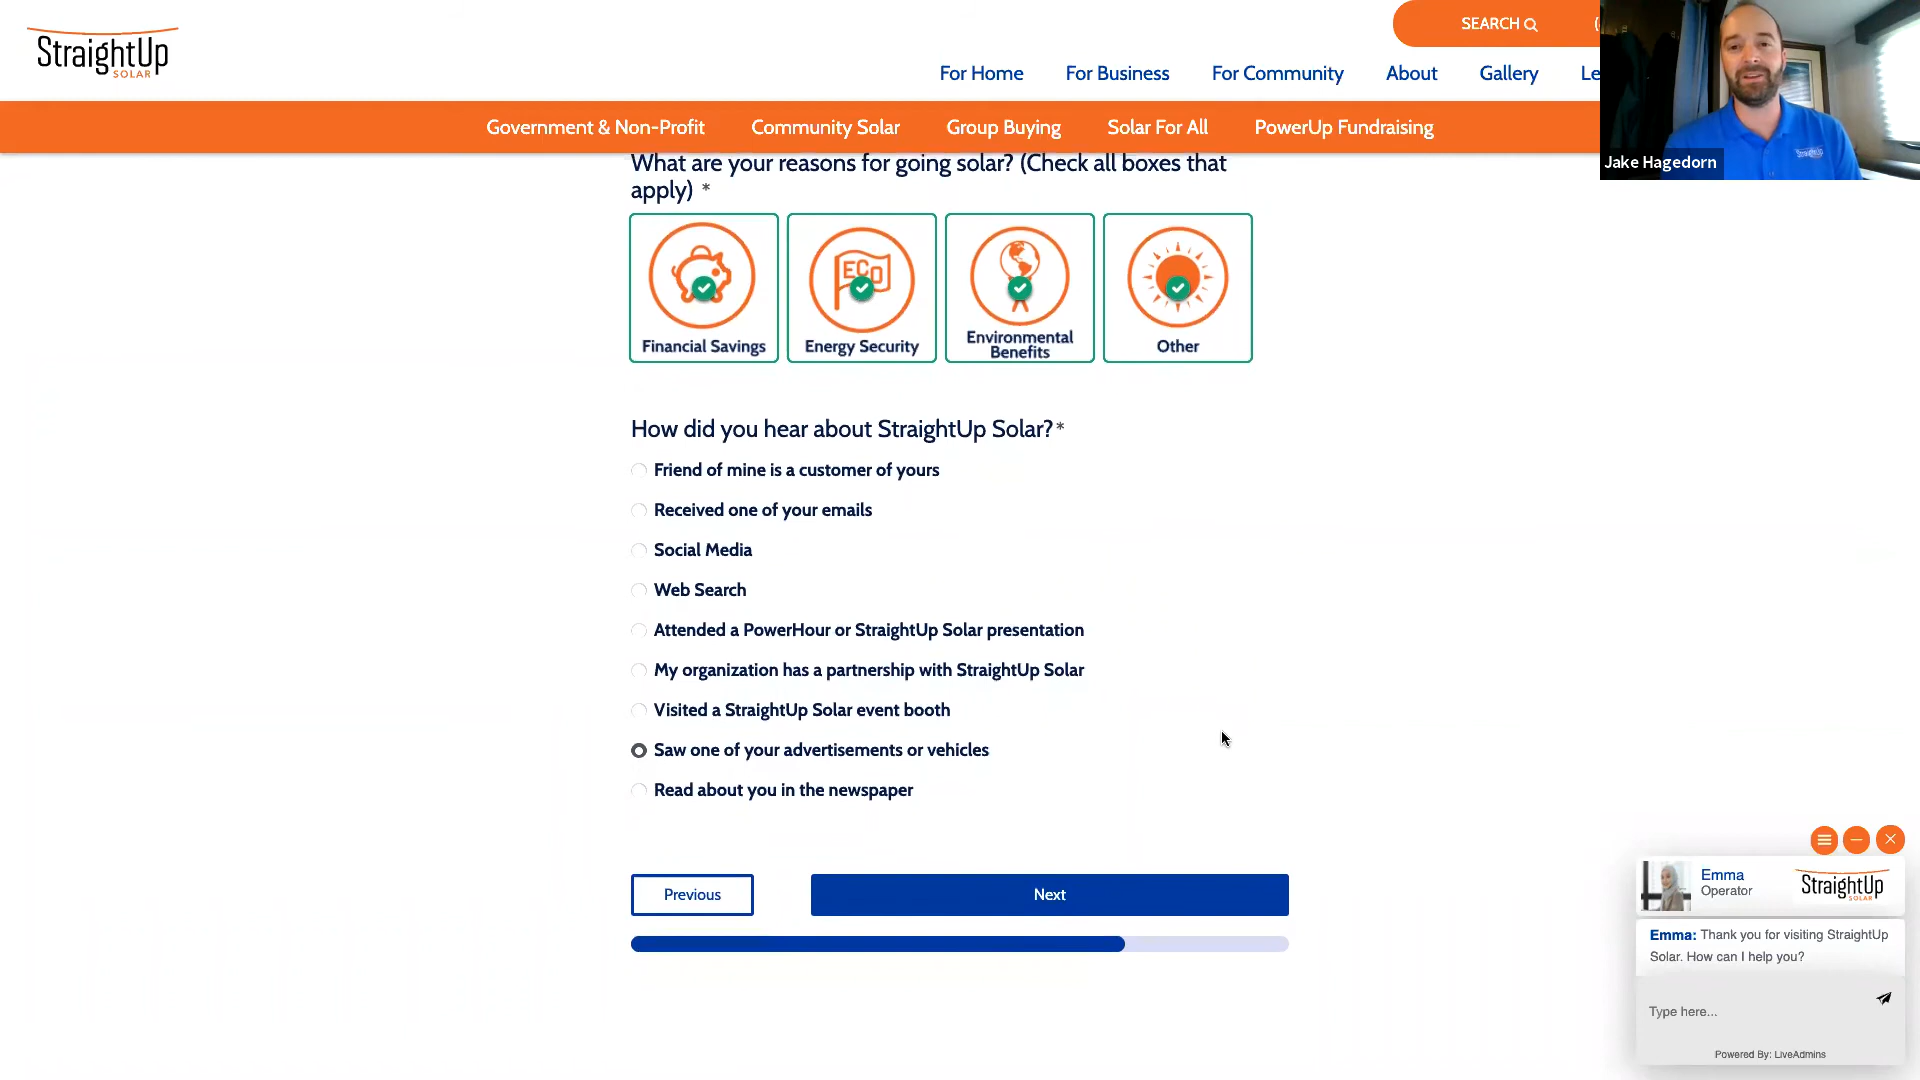 StraightUp
SOLAR
SEARCH
For Home
For Business
For Community
About
Gallery
Le
Jake Hagedorn
Government & Non-Profit
Community Solar
Group Buying
Solar For All
PowerUp Fundraising
What are your reasons for going solar? (Check all boxes that
apply) *
ECO
Financial Savings
Energy Security
Environmental
Benefits
Other
How did you hear about StraightUp Solar?*
Friend of mine is a customer of yours
Received one of your emails
Social Media
Web Search
Attended a PowerHour or StraightUp Solar presentation
My organization has a partnership with StraightUp Solar
Visited a StraightUp Solar event booth
Saw one of your advertisements or vehicles
Read about you in the newspaper
Previous
Next
Emma
Operator
StraightUp
SOLAR
Emma: Thank you for visiting StraightUp
Solar. How can I help you?
Type here...
Powered By: LiveAdmins